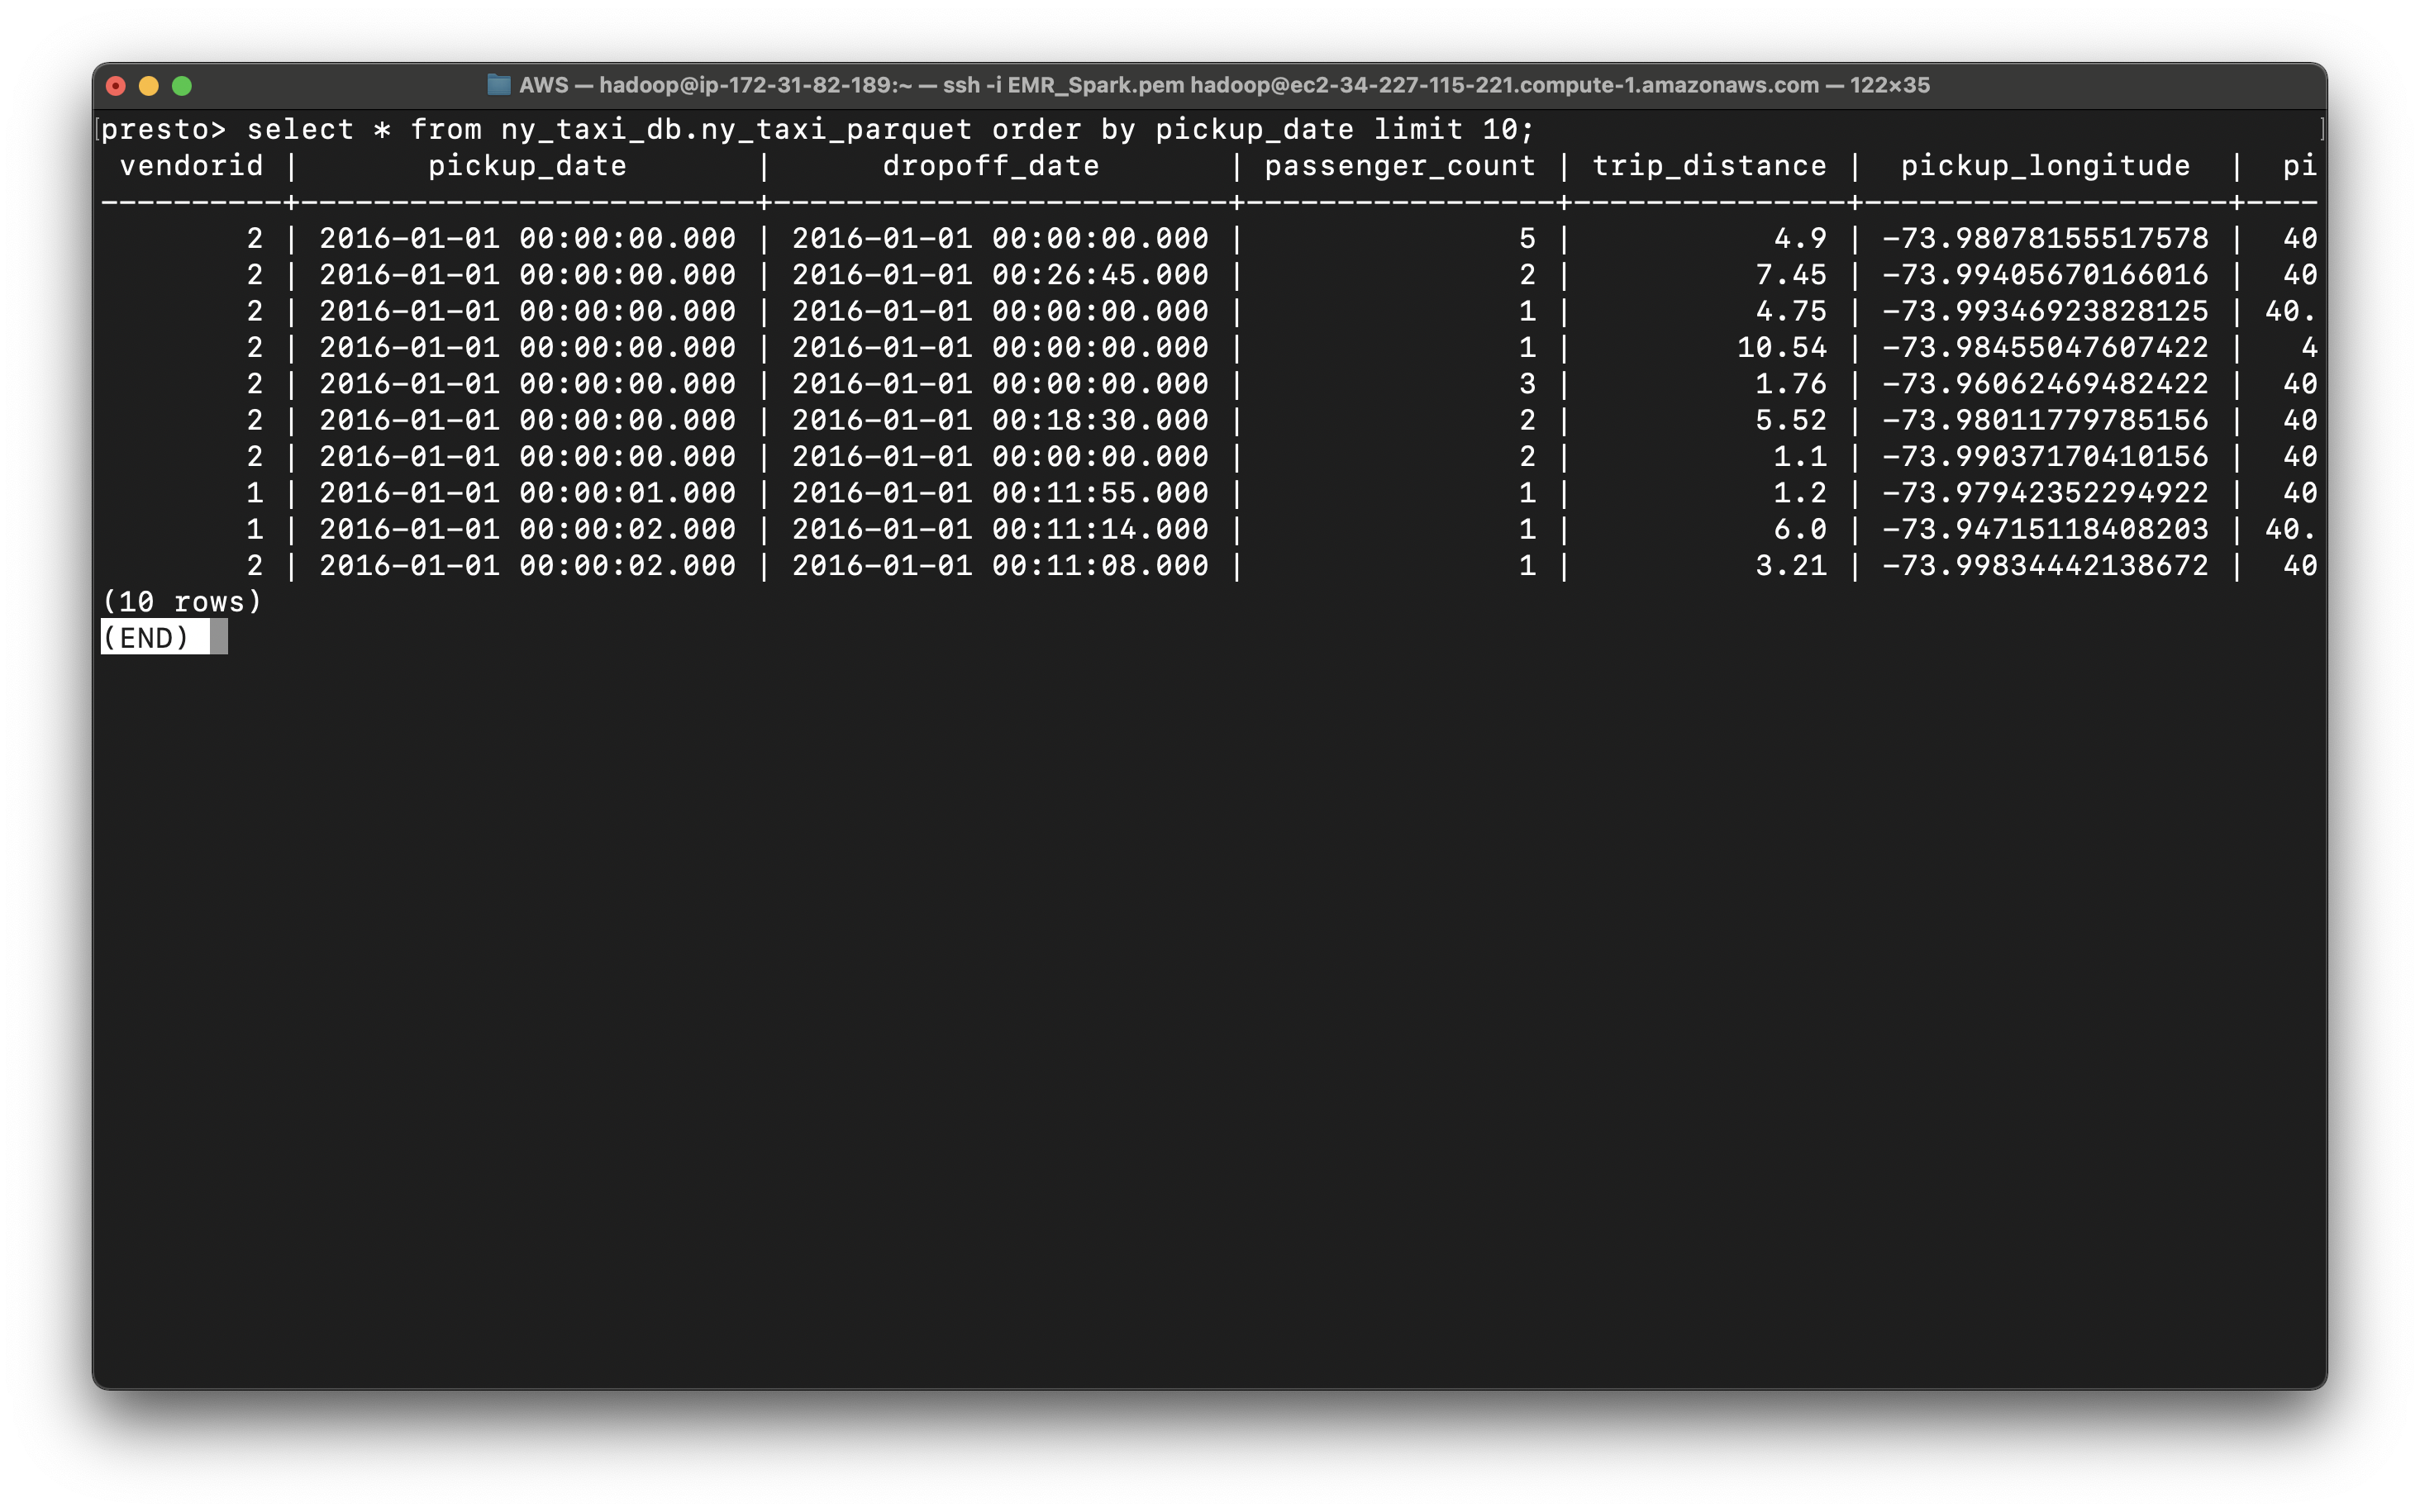 AWS — hadoop@ip-172-31-82-189:~ — ssh -i EMR_Spark.pem hadoop@ec2-34-227-115-221.compute-1.amazonaws.com — 122×35
[presto> select * from ny_taxi_db.ny_taxi_parquet order by pickup_date limit 10; ]
 vendorid |       pickup_date       |      dropoff_date       | passenger_count | trip_distance |  pickup_longitude  |  pi
----------+-------------------------+-------------------------+-----------------+---------------+--------------------+----
        2 | 2016-01-01 00:00:00.000 | 2016-01-01 00:00:00.000 |               5 |           4.9 | -73.98078155517578 |  40
        2 | 2016-01-01 00:00:00.000 | 2016-01-01 00:26:45.000 |               2 |          7.45 | -73.99405670166016 |  40
        2 | 2016-01-01 00:00:00.000 | 2016-01-01 00:00:00.000 |               1 |          4.75 | -73.99346923828125 | 40.
        2 | 2016-01-01 00:00:00.000 | 2016-01-01 00:00:00.000 |               1 |         10.54 | -73.98455047607422 |   4
        2 | 2016-01-01 00:00:00.000 | 2016-01-01 00:00:00.000 |               3 |          1.76 | -73.96062469482422 |  40
        2 | 2016-01-01 00:00:00.000 | 2016-01-01 00:18:30.000 |               2 |          5.52 | -73.98011779785156 |  40
        2 | 2016-01-01 00:00:00.000 | 2016-01-01 00:00:00.000 |               2 |           1.1 | -73.99037170410156 |  40
        1 | 2016-01-01 00:00:01.000 | 2016-01-01 00:11:55.000 |               1 |           1.2 | -73.97942352294922 |  40
        1 | 2016-01-01 00:00:02.000 | 2016-01-01 00:11:14.000 |               1 |           6.0 | -73.94715118408203 | 40.
        2 | 2016-01-01 00:00:02.000 | 2016-01-01 00:11:08.000 |               1 |          3.21 | -73.99834442138672 |  40
(10 rows)
(END)